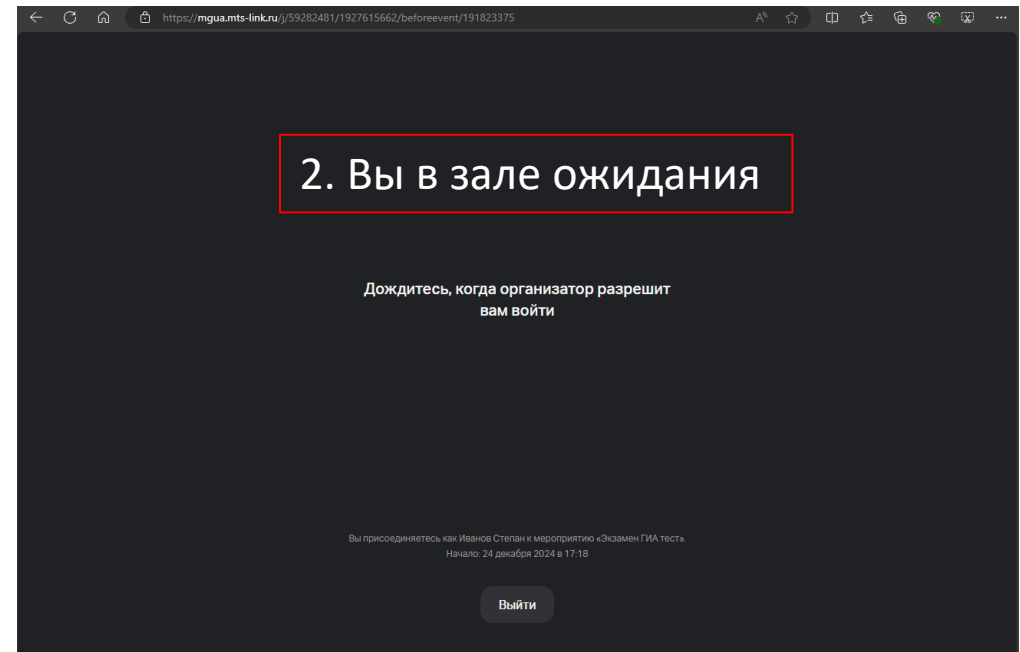 https://mgua.mts-link.ru/j/59282481/1927615662/beforeevent/191823375
2. Вы в зале ожидания
Дождитесь, когда организатор разрешит
вам войти
Вы присоединяетесь как Иванов Степан к мероприятию «Экзамен ГИА тест».
Начало: 24 декабря 2024 в 17:18
Выйти